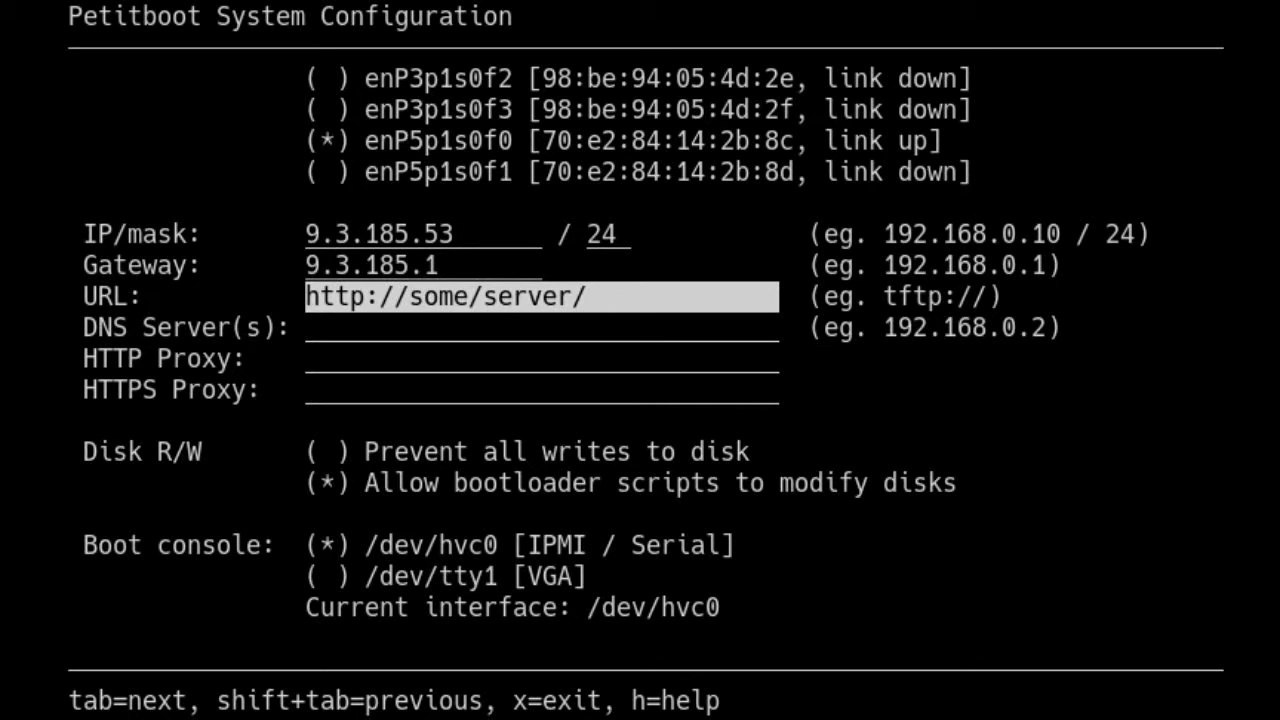 Petitboot System Configuration
( ) enP3p1s0f2 [98:be:94:05:4d:2e, link down]
( ) enP3p1s0f3 [98:be:94:05:4d:2f, link down]
(*) enP5p1s0f0 [70:e2:84:14:2b:8c, link up]
( ) enP5p1s0f1 [70:e2:84:14:2b:8d, link down]
IP/mask: 9.3.185.53 / 24 (eg. 192.168.0.10 / 24)
Gateway: 9.3.185.1 (eg. 192.168.0.1)
URL: http://some/server/ (eg. tftp://)
DNS Server(s): (eg. 192.168.0.2)
HTTP Proxy:
HTTPS Proxy:
Disk R/W ( ) Prevent all writes to disk
(*) Allow bootloader scripts to modify disks
Boot console: (*) /dev/hvc0 [IPMI / Serial]
( ) /dev/tty1 [VGA]
Current interface: /dev/hvc0
tab=next, shift+tab=previous, x=exit, h=help